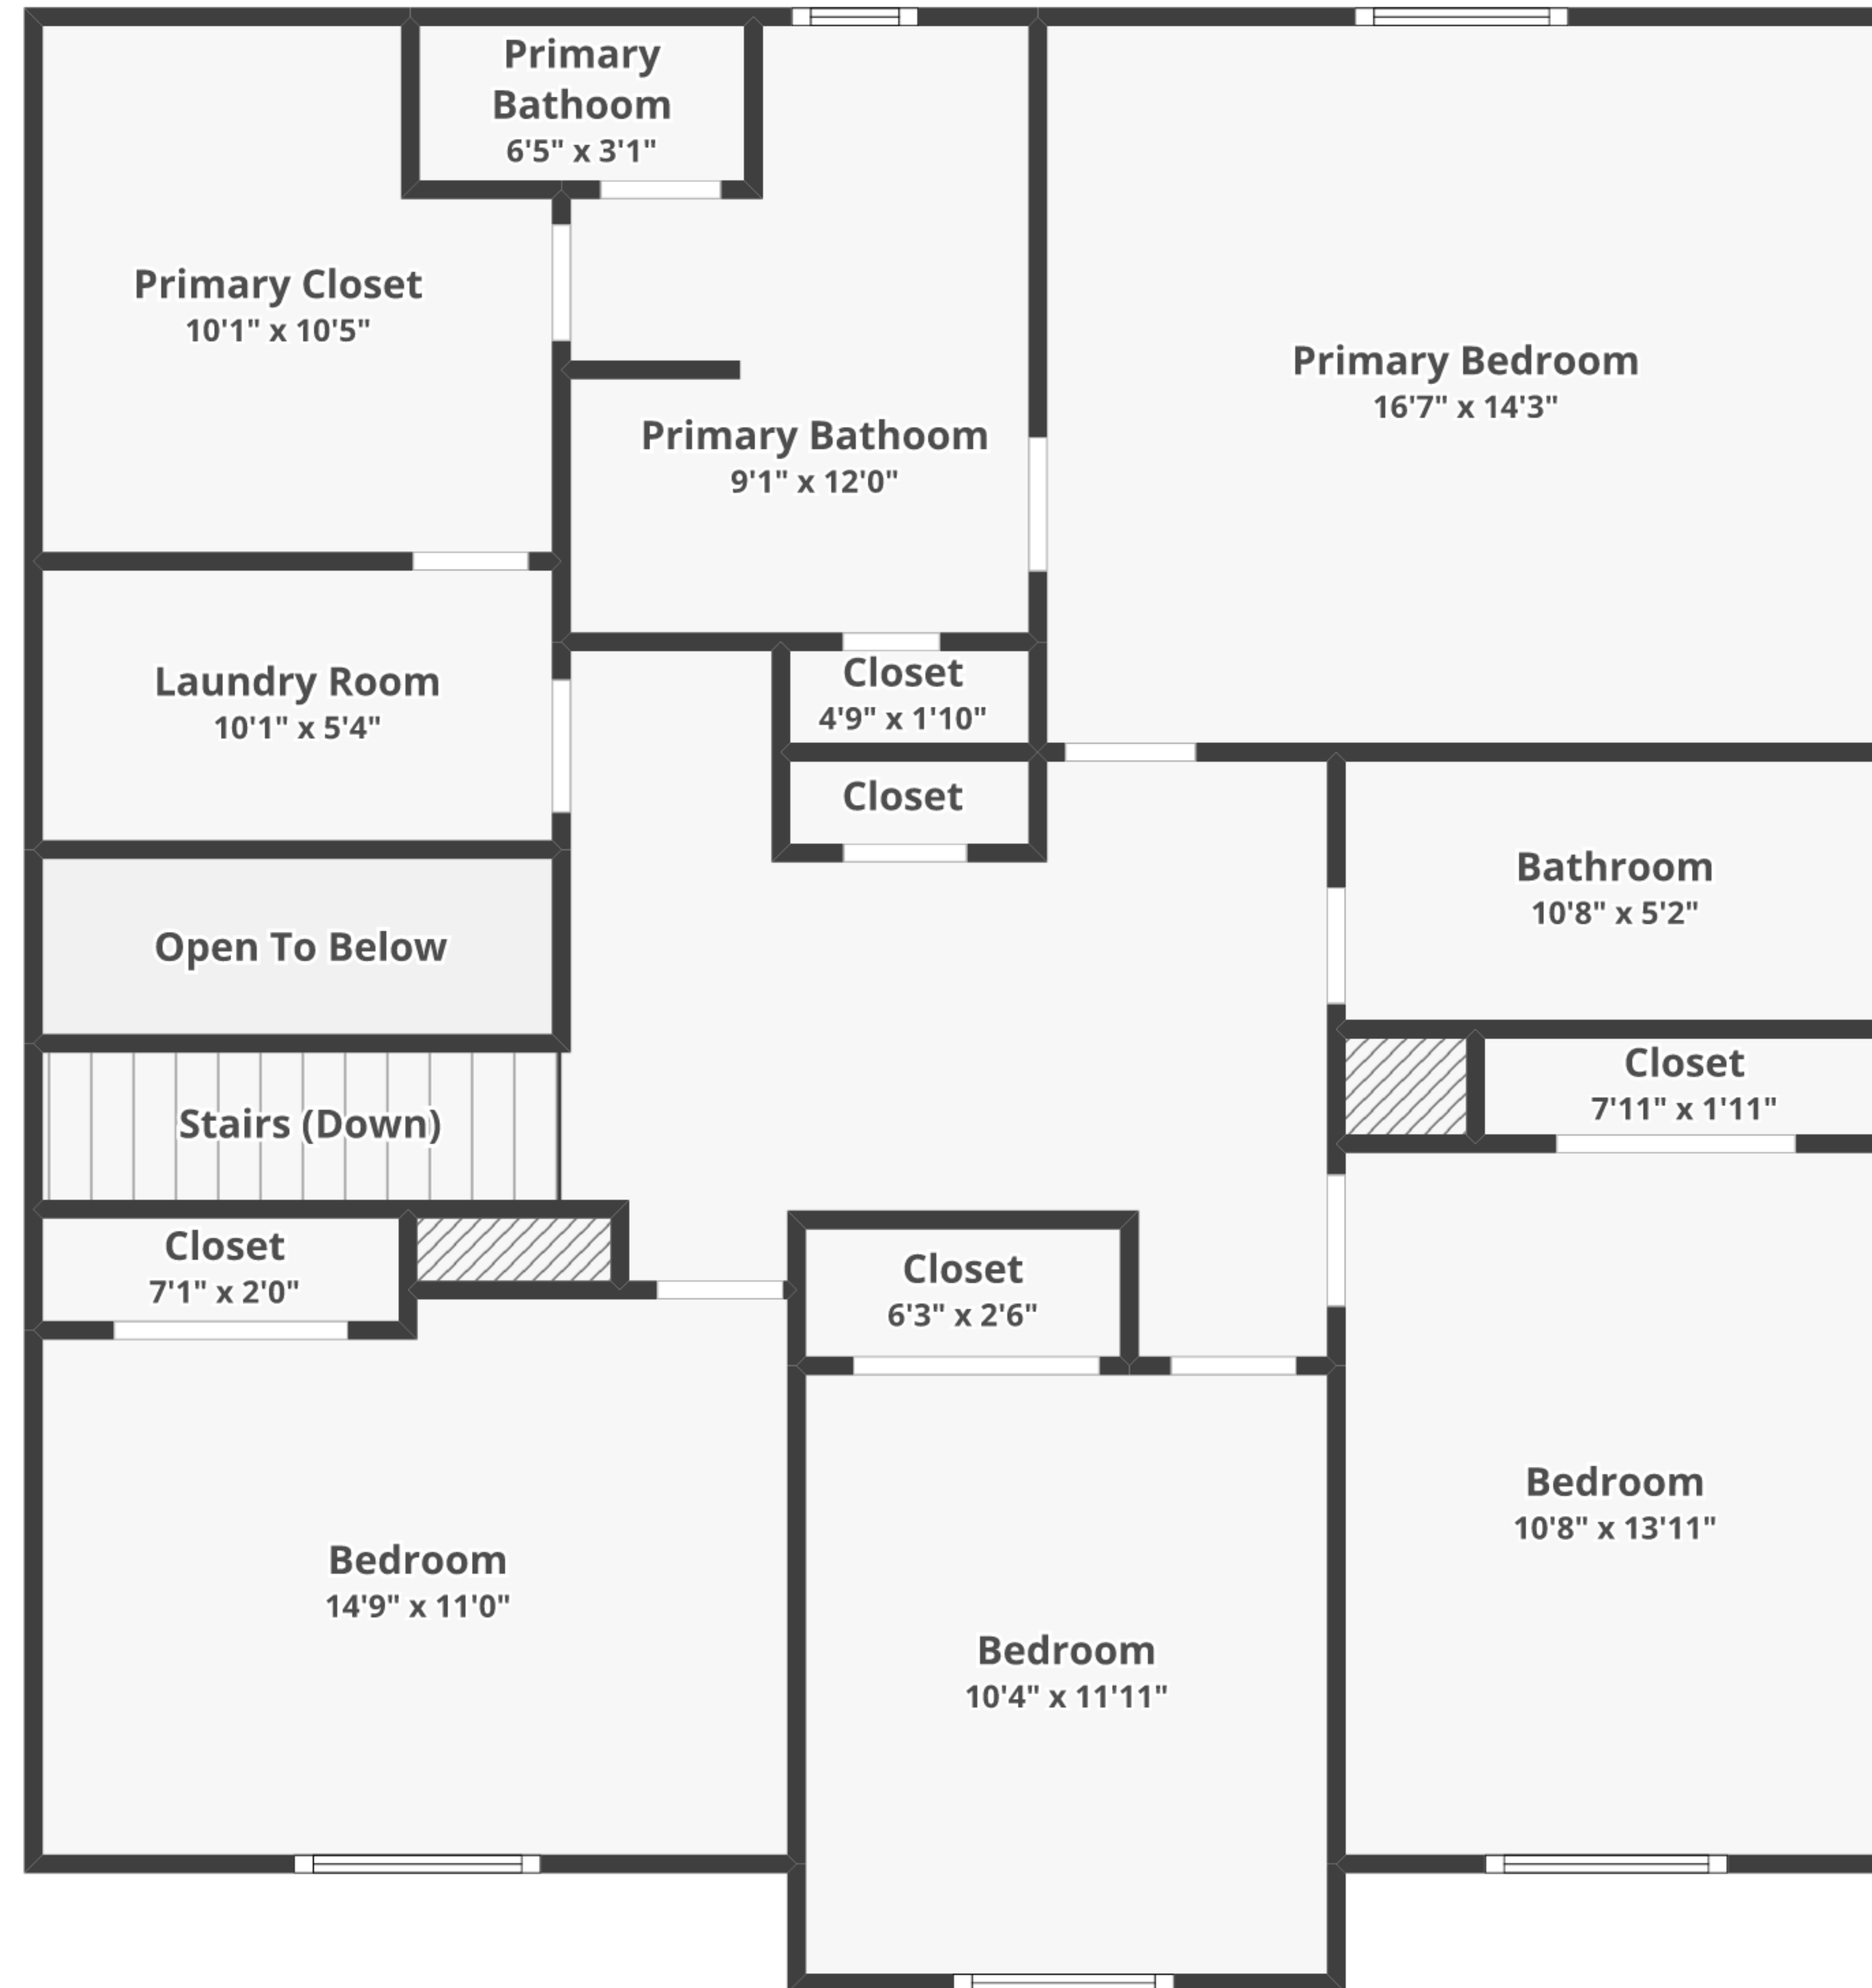 Primary
Bathoom
6'5" x 3'1"
Primary Closet
10'1" x 10'5"
Primary Bedroom
16'7" x 14'3"
Primary Bathoom
9'1" x 12'0"
Laundry Room
10'1" x 5'4"
Closet
4'9" x 1'10"
Closet
Bathroom
10'8" x 5'2"
Open To Below
Closet
7'11" x 1'11"
Stairs (Down)
Closet
7'1" x 2'0"
Closet
6'3" x 2'6"
Bedroom
10'8" x 13'11"
Bedroom
14'9" x 11'0"
Bedroom
10'4" x 11'11"